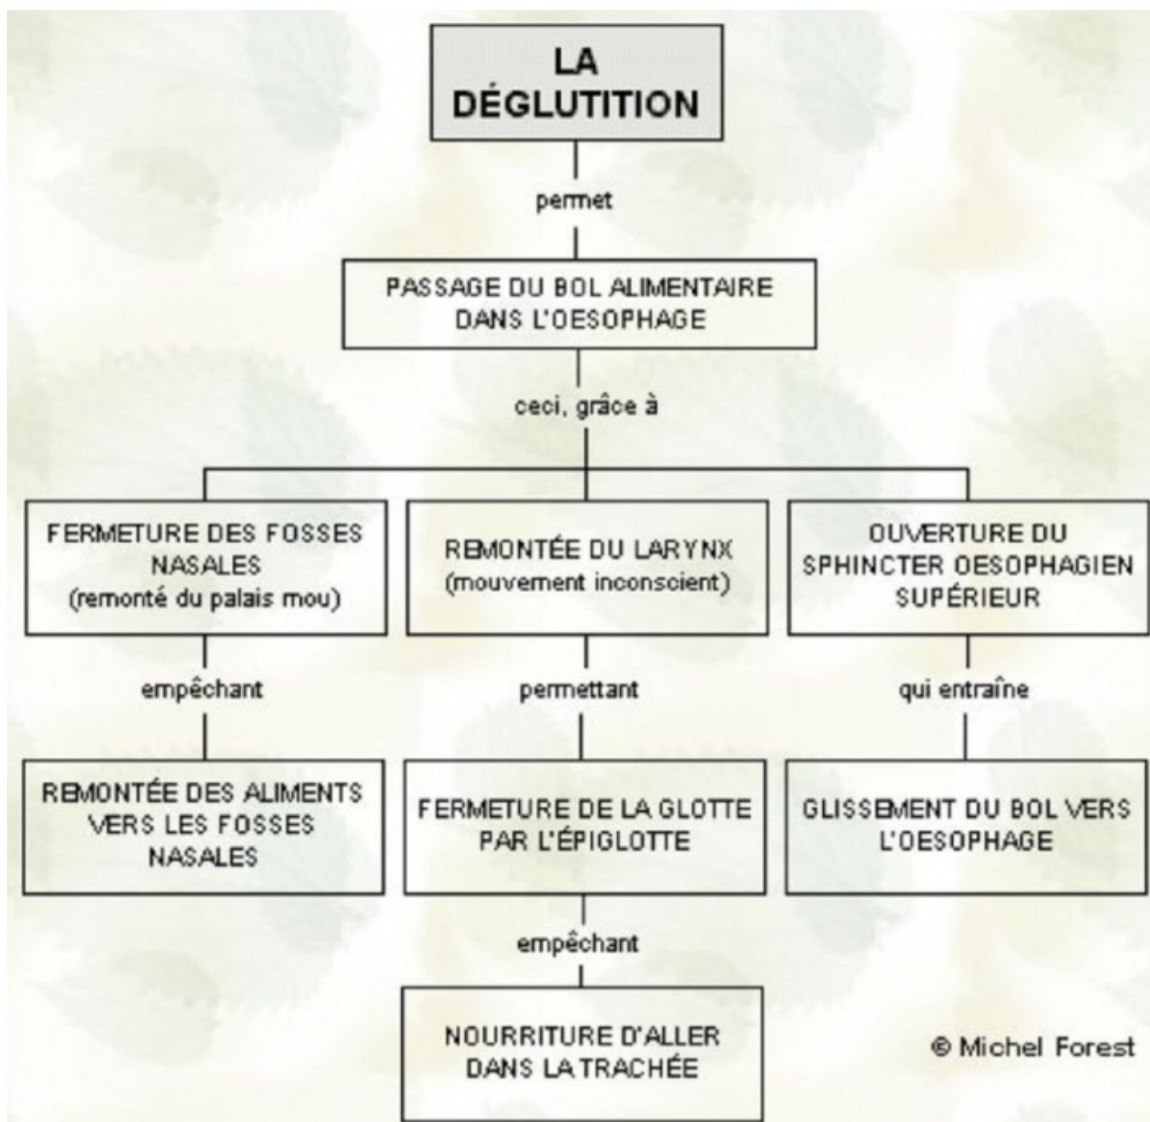 LA
DÉGLUTITION
permet
PASSAGE DU BOL ALIMENTAIRE
DANS L'OESOPHAGE
ceci, grâce à
FERMETURE DES FOSSES
NASALES
(remonté du palais mou)
REMONTÉE DU LARYNX
(mouvement inconscient)
OUVERTURE DU
SPHINCTER OESOPHAGIEN
SUPÉRIEUR
empêchant
permettant
qui entraîne
REMONTÉE DES ALIMENTS
VERS LES FOSSES
NASALES
FERMETURE DE LA GLOTTE
PAR L'ÉPIGLOTTE
GLISSEMENT DU BOL VERS
L'OESOPHAGE
empêchant
NOURRITURE D'ALLER
DANS LA TRACHÉE
© Michel Forest